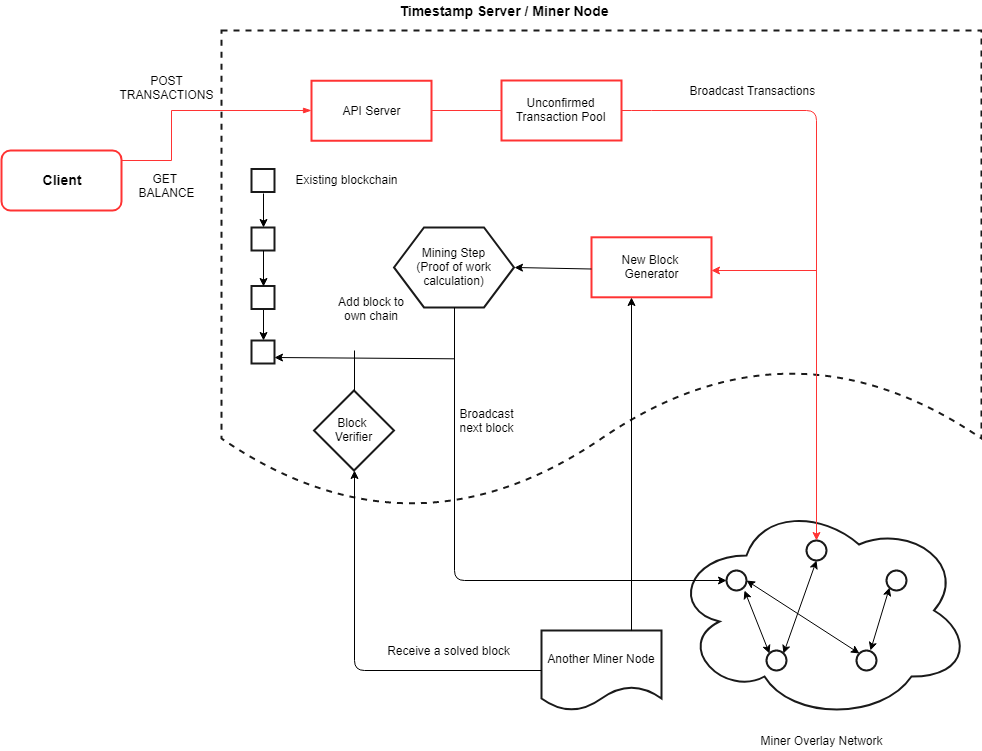 Timestamp Server / Miner Node
POST
TRANSACTIONS
API Server
Unconfirmed
Transaction Pool
Broadcast Transactions
Client
GET
BALANCE
Existing blockchain
Mining Step
(Proof of work
calculation)
New Block
Generator
Add block to
own chain
Block
Verifier
Broadcast
next block
Receive a solved block
Another Miner Node
Miner Overlay Network